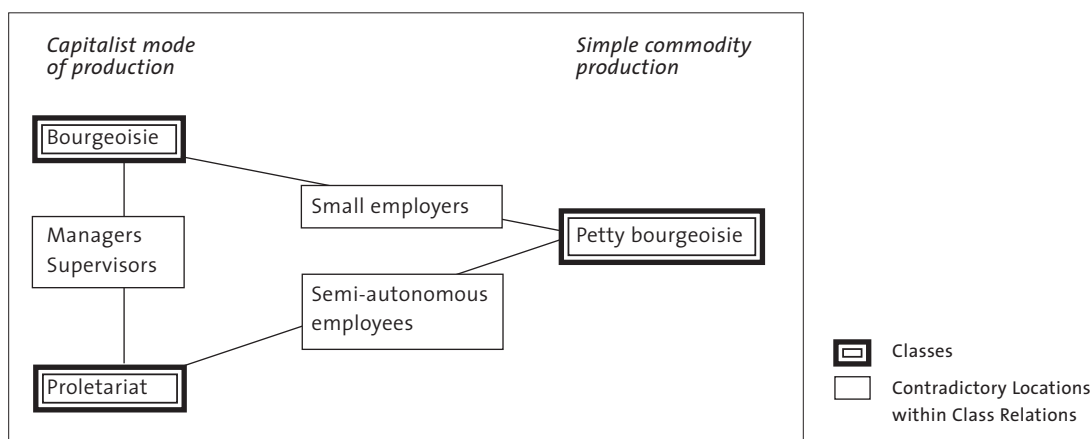 Capitalist mode
of production
Simple commodity
production
Bourgeoisie
Small employers
Petty bourgeoisie
Managers
Supervisors
Semi-autonomous
employees
Proletariat
Classes
Contradictory Locations
within Class Relations